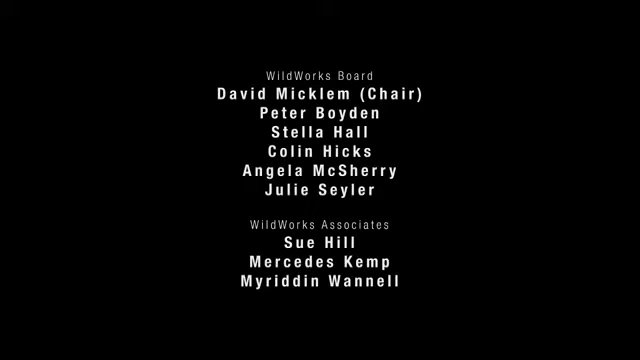 WildWorks Board
David Micklem (Chair)
Peter Boyden
Stella Hall
Colin Hicks
Angela McSherry
Julie Seyler
WildWorks Associates
Sue Hill
Mercedes Kemp
Myriddin Wannell